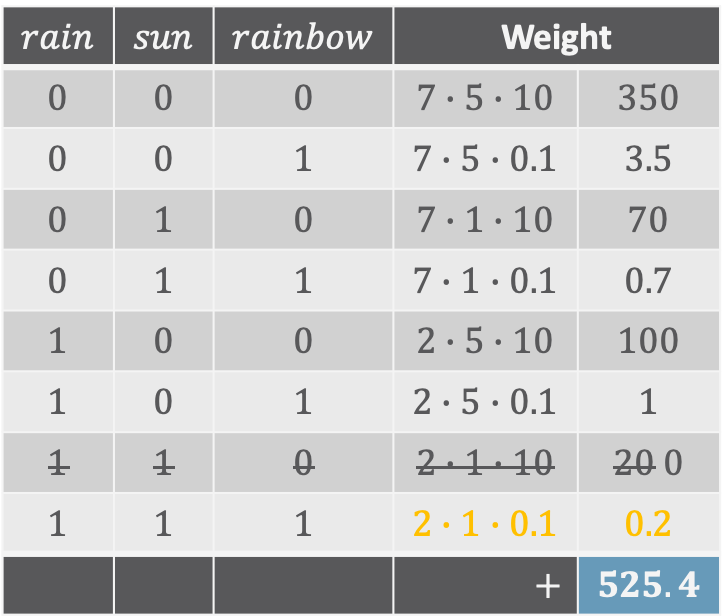 rain sun rainbow Weight
0 0 0 7 · 5 · 10 350
0 0 1 7 · 5 · 0.1 3.5
0 1 0 7 · 1 · 10 70
0 1 1 7 · 1 · 0.1 0.7
1 0 0 2 · 5 · 10 100
1 0 1 2 · 5 · 0.1 1
1 1 0 2 · 1 · 10 20 0
1 1 1 2 · 1 · 0.1 0.2
+ 525.4